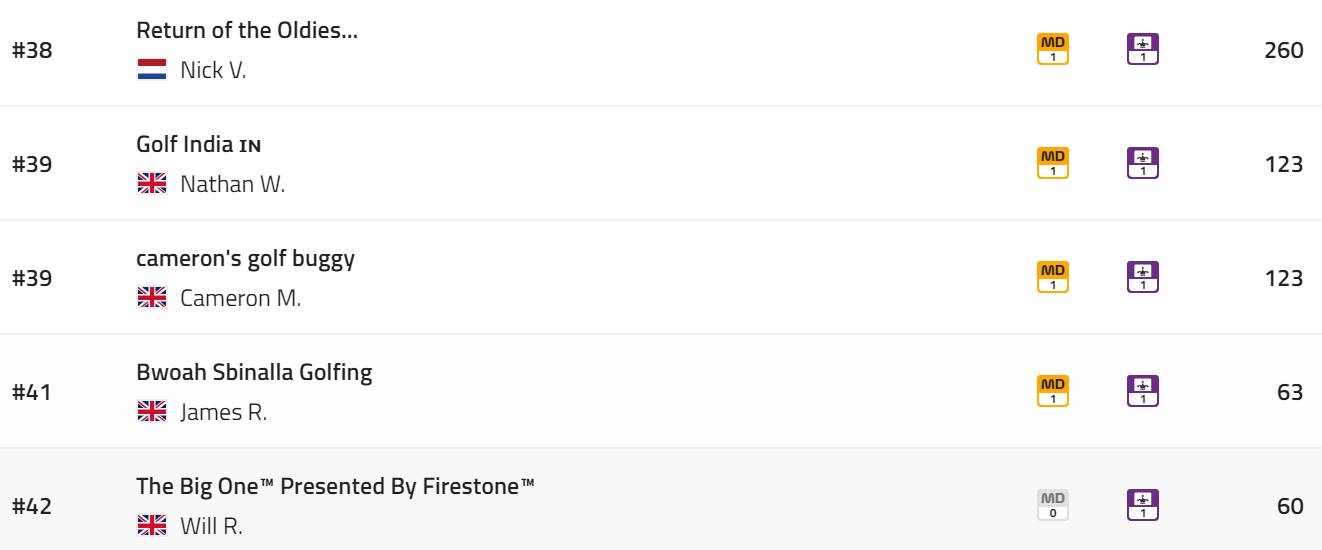 Return of the Oldies...
#38
MD
1
1
260
Nick V.
Golf India IN
#39
MD
1
1
123
Nathan W.
cameron's golf buggy
#39
MD
1
1
123
Cameron M.
Bwoah Sbinalla Golfing
#41
MD
1
1
63
James R.
The Big One™ Presented By Firestone™
#42
MD
0
1
60
Will R.